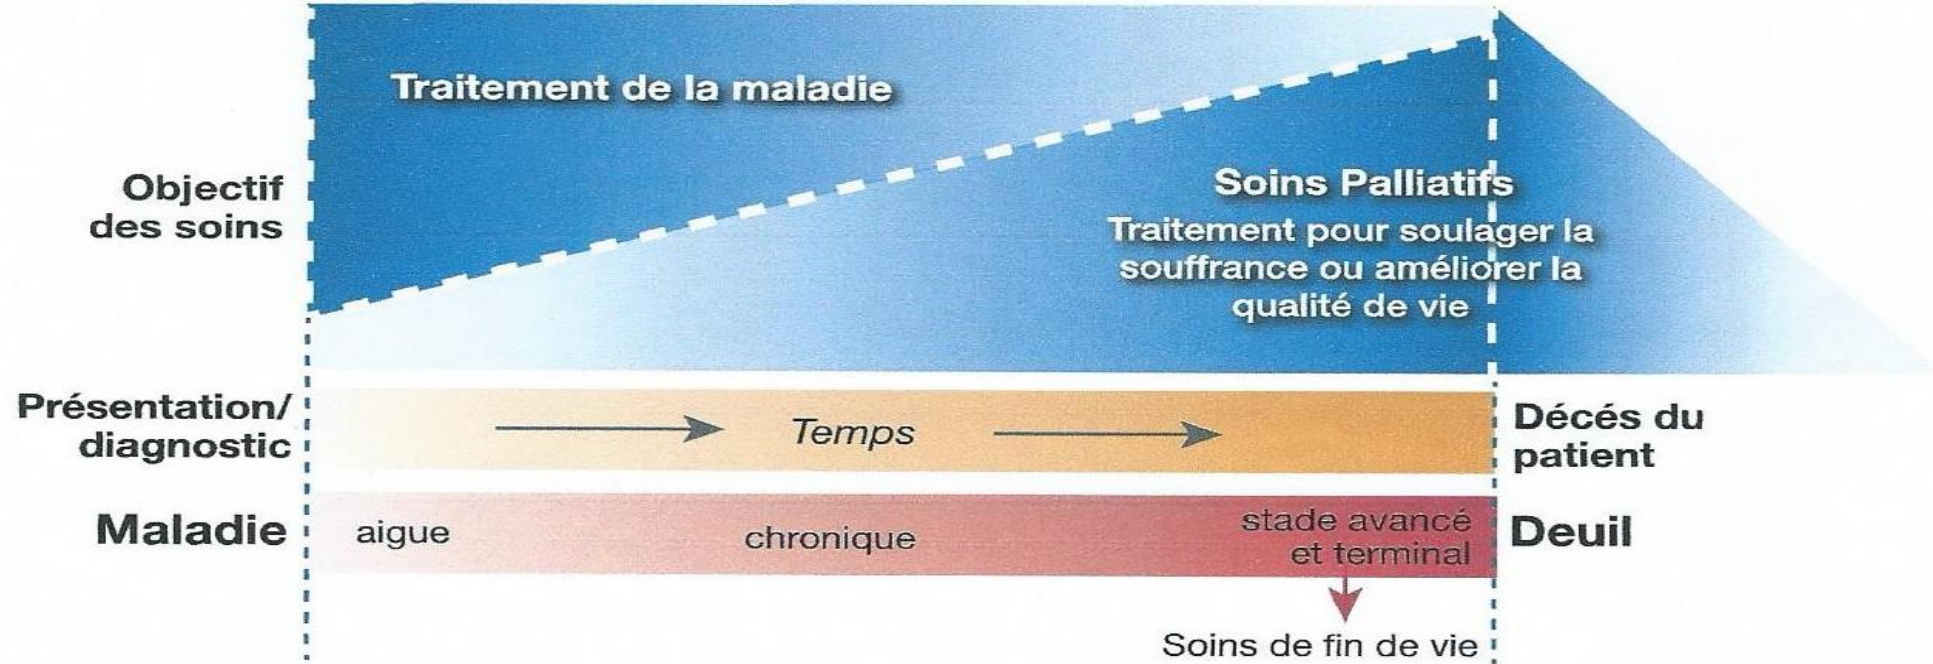 Traitement de la maladie
Objectif
des soins
Soins Palliatifs
Traitement pour soulager la
souffrance ou améliorer la
qualité de vie
Présentation/
diagnostic
Temps
Décés du
patient
Maladie
aigue
chronique
stade avancé
et terminal
Deuil
Soins de fin de vie